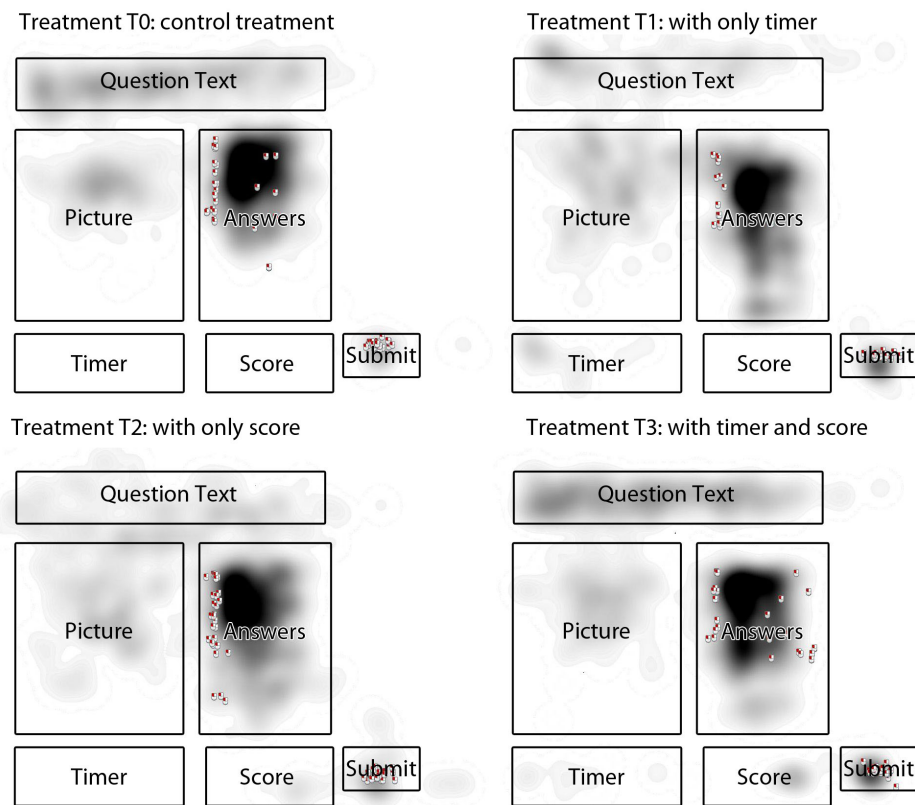 Treatment T0: control treatment
Question Text
Picture
Answers
Timer
Score
Submit
Treatment T1: with only timer
Question Text
Picture
Answers
Timer
Score
Submit
Treatment T2: with only score
Question Text
Picture
Answers
Timer
Score
Submit
Treatment T3: with timer and score
Question Text
Picture
Answers
Timer
Score
Submit